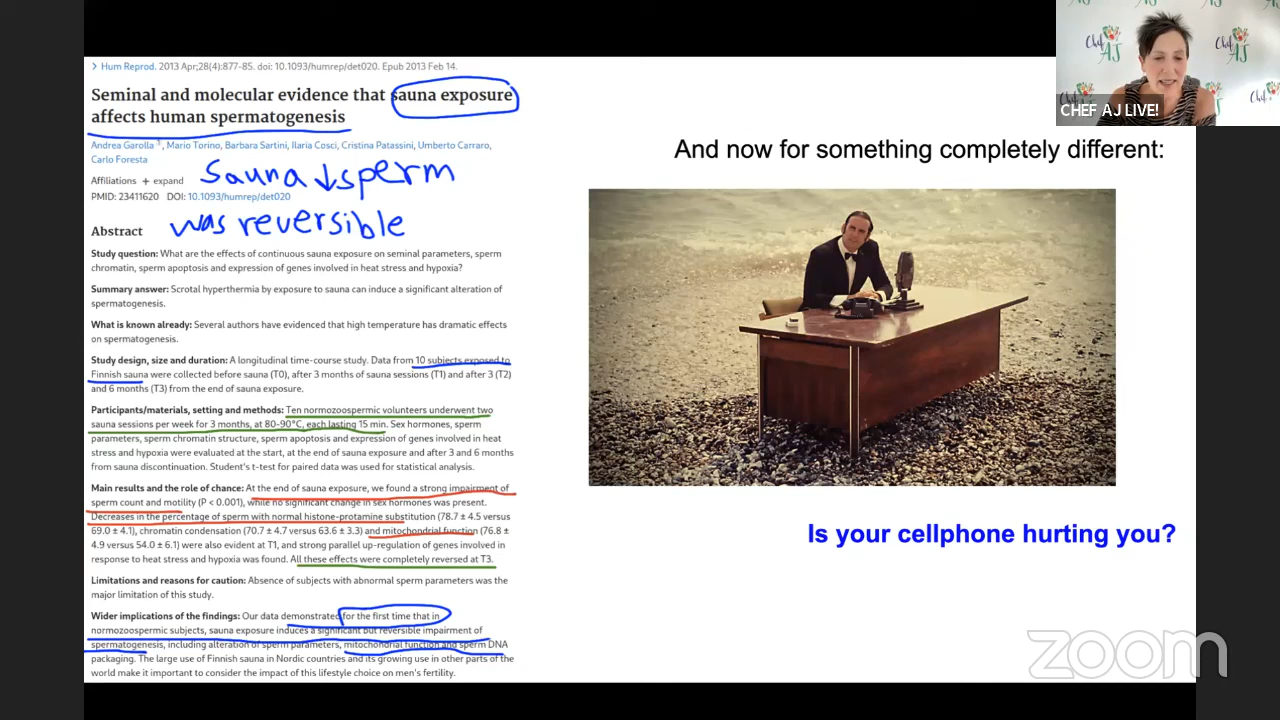 Hum Reprod. 2013 Apr;28(4):877-85. doi: 10.1093/humrep/det020. Epub 2013 Feb 14.
Seminal and molecular evidence that sauna exposure
affects human spermatogenesis
Andrea Garolla, Mario Torino, Barbara Sartini, Ilaria Cosci, Cristina Patassini, Umberto Carraro,
Carlo Foresta
Affiliations + expand
PMID: 23411620 DOI: 10.1093/humrep/det020
Sauna ↓ sperm
was reversible
Abstract
Study question: What are the effects of continuous sauna exposure on seminal parameters, sperm
chromatin, sperm apoptosis and expression of genes involved in heat stress and hypoxia?
Summary answer: Scrotal hyperthermia by exposure to sauna can induce a significant alteration of
spermatogenesis.
What is known already: Several authors have evidenced that high temperature has dramatic effects
on spermatogenesis.
Study design, size and duration: A longitudinal time-course study. Data from 10 subjects exposed to
Finnish sauna were collected before sauna (T0), after 3 months of sauna sessions (T1) and after 3 (T2)
and 6 months (T3) from the end of sauna exposure.
Participants/materials, setting and methods: Ten normozoospermic volunteers underwent two
sauna sessions per week for 3 months, at 80-90°C, each lasting 15 min. Sex hormones, sperm
parameters, sperm chromatin structure, sperm apoptosis and expression of genes involved in heat
stress and hypoxia were evaluated at the start, at the end of sauna exposure and after 3 and 6 months
from sauna discontinuation. Student's t-test for paired data was used for statistical analysis.
Main results and the role of chance: At the end of sauna exposure, we found a strong impairment of
sperm count and motility (P < 0.001), while no significant change in sex hormones was present.
Decreases in the percentage of sperm with normal histone-protamine substitution (78.7 ± 4.5 versus
69.0 ± 4.1), chromatin condensation (70.7 ± 4.7 versus 63.6 ± 3.3) and mitochondrial function (76.8 ±
4.9 versus 54.0 ± 6.1) were also evident at T1, and strong parallel up-regulation of genes involved in
response to heat stress and hypoxia was found. All these effects were completely reversed at T3.
Limitations and reasons for caution: Absence of subjects with abnormal sperm parameters was the
major limitation of this study.
Wider implications of the findings: Our data demonstrated for the first time that in
normozoospermic subjects, sauna exposure induces a significant but reversible impairment of
spermatogenesis, including alteration of sperm parameters, mitochondrial function and sperm DNA
packaging. The large use of Finnish sauna in Nordic countries and its growing use in other parts of the
world make it important to consider the impact of this lifestyle choice on men's fertility.
Chef
AJ
Chef
AJ
CHEF AJ LIVE!
And now for something completely different:
Is your cellphone hurting you?
zoom